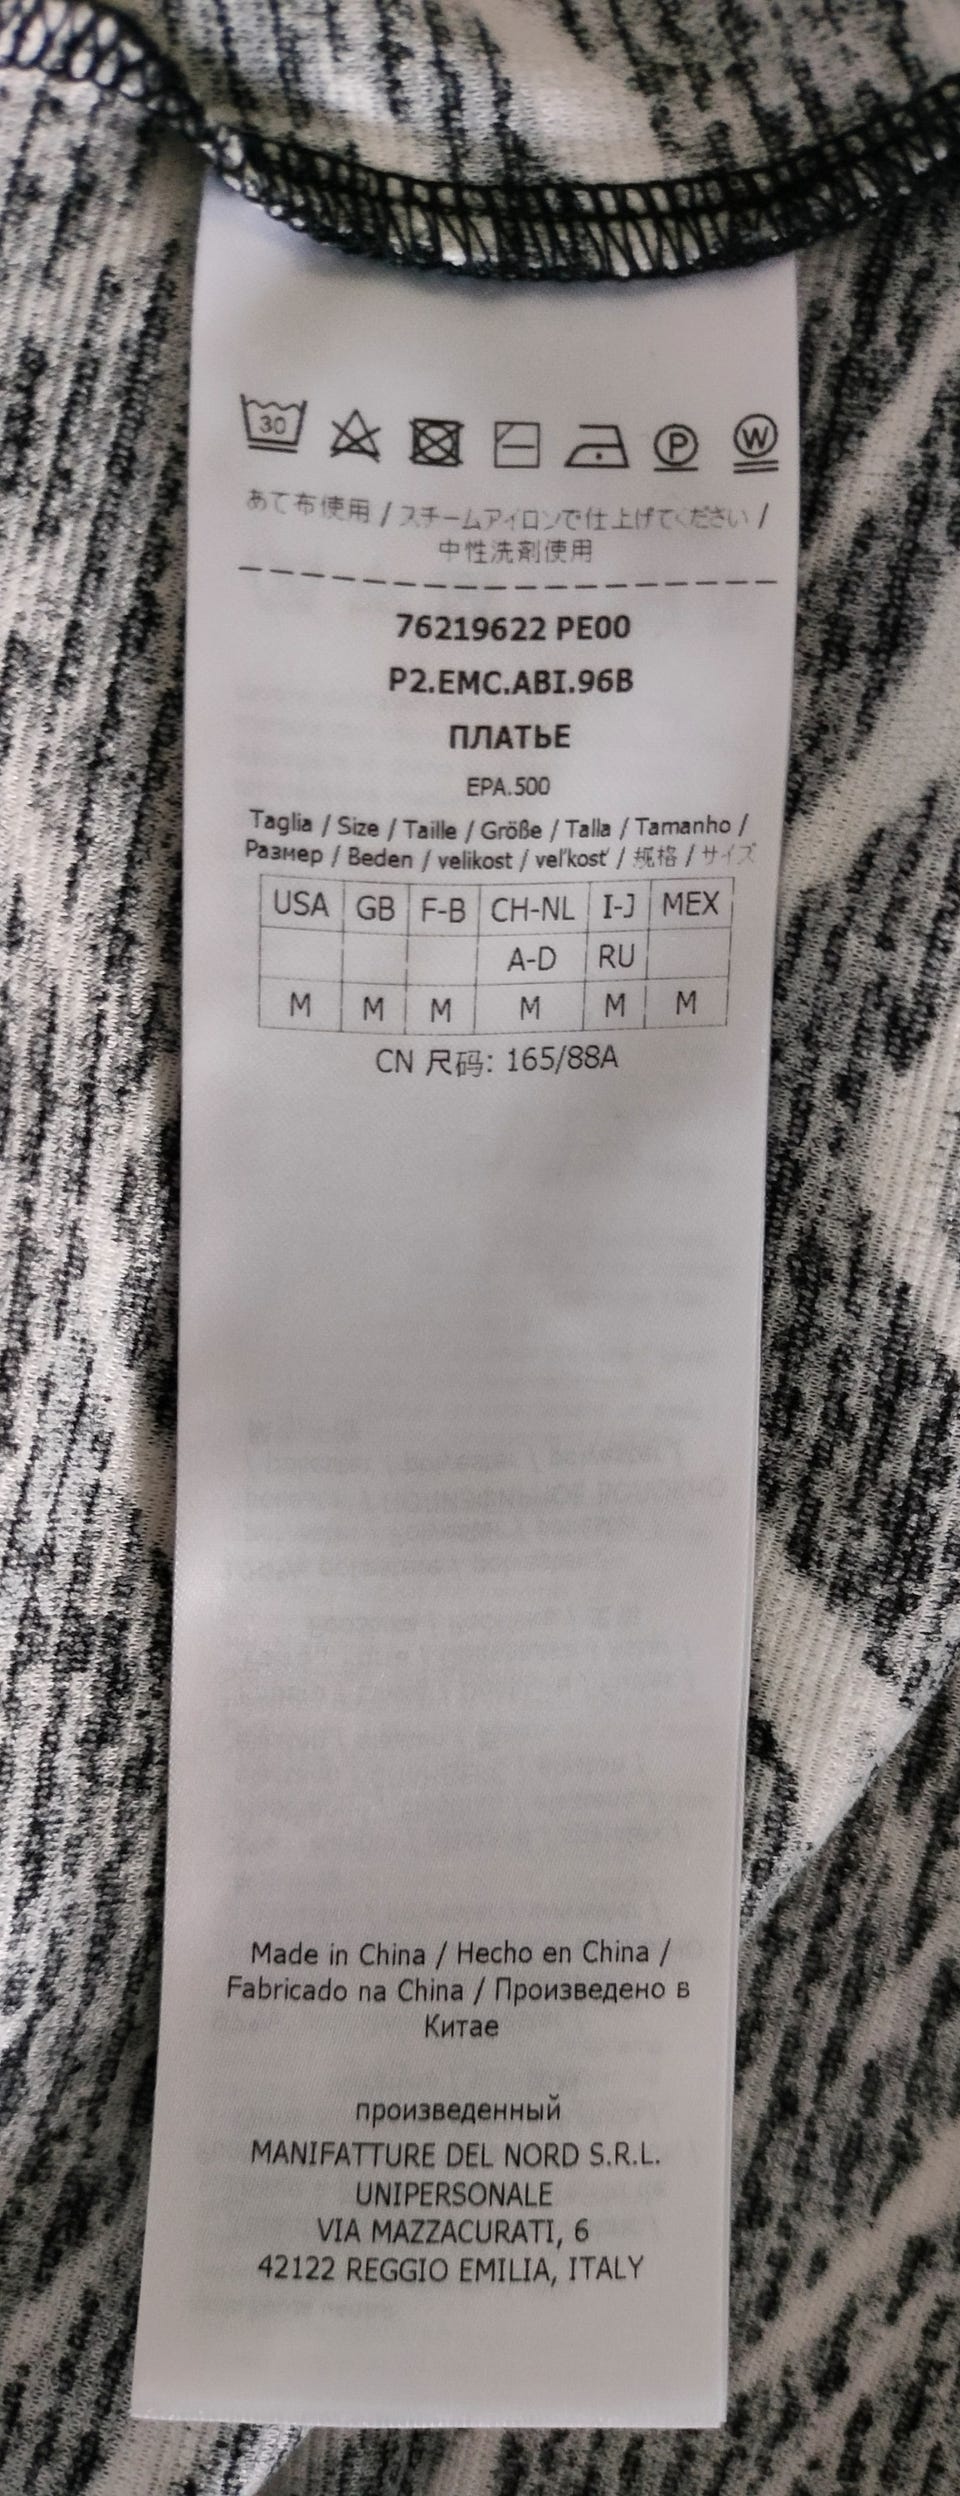 30
P W
あて布使用 / スチームアイロンで仕上げてください /
中性洗剤使用
76219622 PE00
P2.EMC.ABI.96B
ПЛАТЬЕ
EPA.500
Taglia / Size / Taille / Größe / Talla / Tamanho /
Размер / Beden / velikost / veľkosť / 规格 / サイズ
USA GB F-B CH-NL I-J MEX
A-D RU
M M M M M M
CN 尺码: 165/88A
Made in China / Hecho en China /
Fabricado na China / Произведено в
Китае
произведенный
MANIFATTURE DEL NORD S.R.L.
UNIPERSONALE
VIA MAZZACURATI, 6
42122 REGGIO EMILIA, ITALY